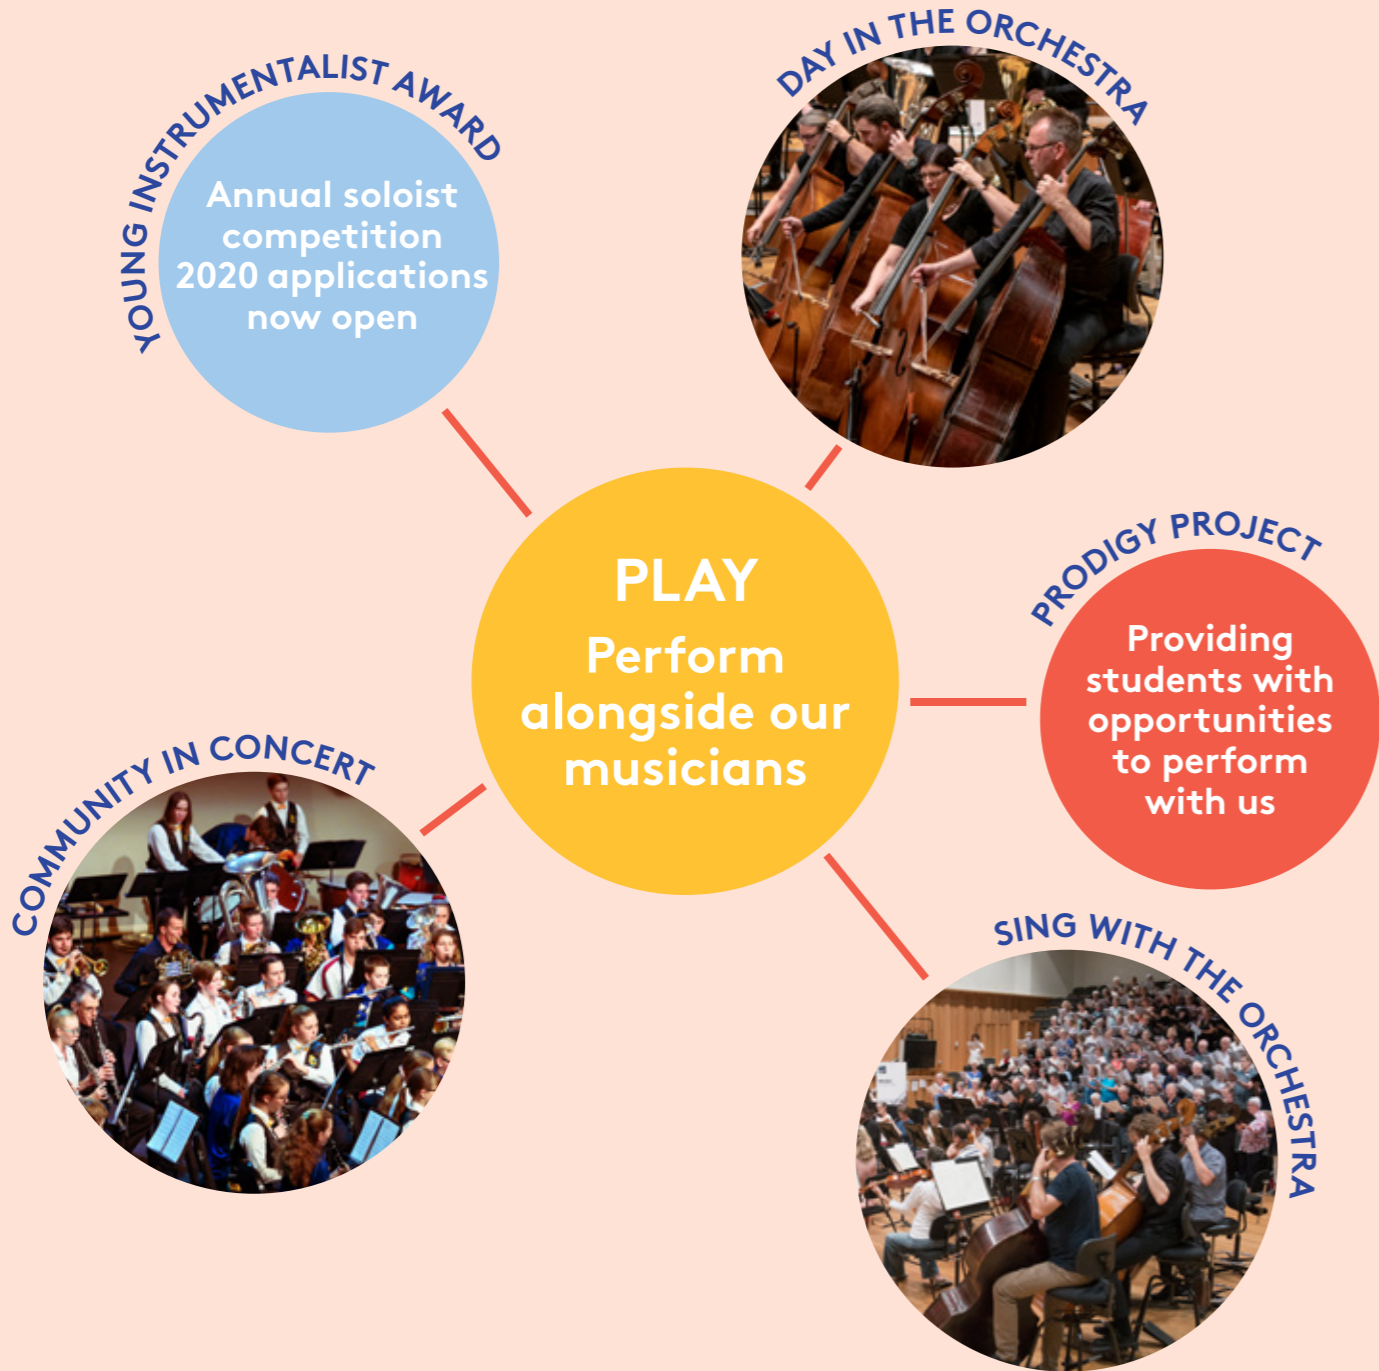 YOUNG INSTRUMENTALIST AWARD
Annual soloist
competition
2020 applications
now open
DAY IN THE ORCHESTRA
PLAY
Perform
alongside our
musicians
PRODIGY PROJECT
Providing
students with
opportunities
to perform
with us
COMMUNITY IN CONCERT
SING WITH THE ORCHESTRA